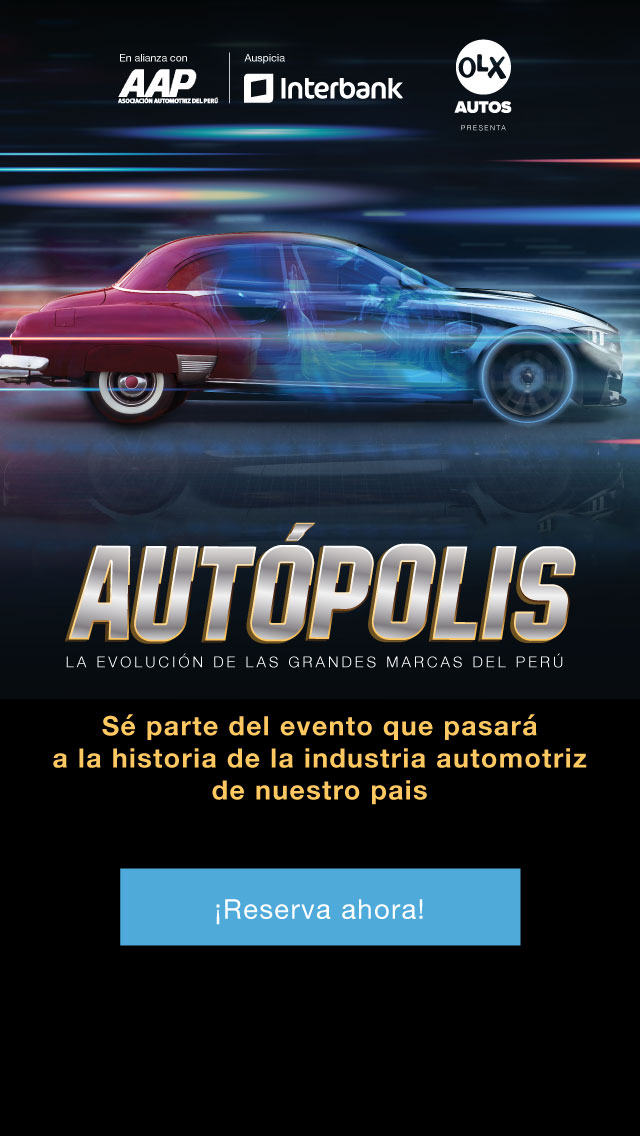 En alianza con
AAP
ASOCIACIÓN AUTOMOTRIZ DEL PERÚ
Auspicia
Interbank
OLX
AUTOS
PRESENTA
AUTÓPOLIS
LA EVOLUCIÓN DE LAS GRANDES MARCAS DEL PERÚ
Sé parte del evento que pasará
a la historia de la industria automotriz
de nuestro pais
¡Reserva ahora!